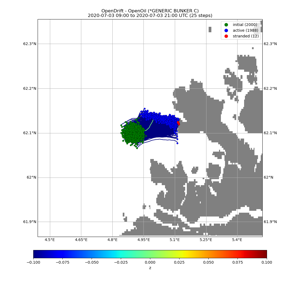 OpenDrift - OpenOil (*GENERIC BUNKER C)
2020-07-03 09:00 to 2020-07-03 21:00 UTC (25 steps)
initial (2000)
active (1988)
stranded (12)
62.3°N 62.3°N
62.2°N 62.2°N
62.1°N 62.1°N
62°N 62°N
61.9°N 61.9°N
4.5°E 4.65°E 4.8°E 4.95°E 5.1°E 5.25°E 5.4°E
−0.100 −0.075 −0.050 −0.025 0.000 0.025 0.050 0.075 0.100